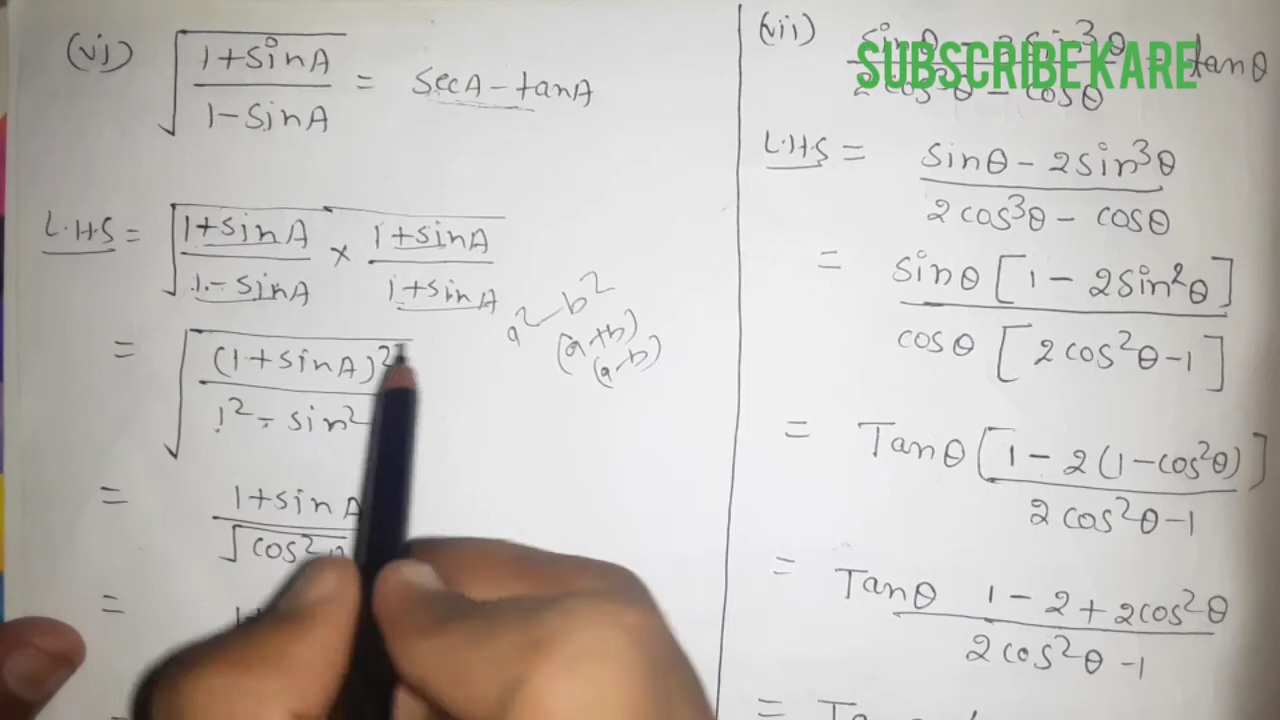 (vi) √(1+sinA)/(1-sinA) = secA-tanA
L.H.S = √(1+sinA)/(1-sinA) × (1+sinA)/(1+sinA)
a²-b²
(a+b)
(a-b)
= √(1+sinA)²/(1²-sin²
= 1+sinA/√cos²
=
(vii) tanθ
SUBSCRIBE KARE
L.H.S = (sinθ-2sin³θ)/(2cos³θ-cosθ)
= sinθ[1-2sin²θ]/cosθ[2cos²θ-1]
= Tanθ[1-2(1-cos²θ)]/2cos²θ-1
= Tanθ 1-2+2cos²θ/2cos²θ-1
=